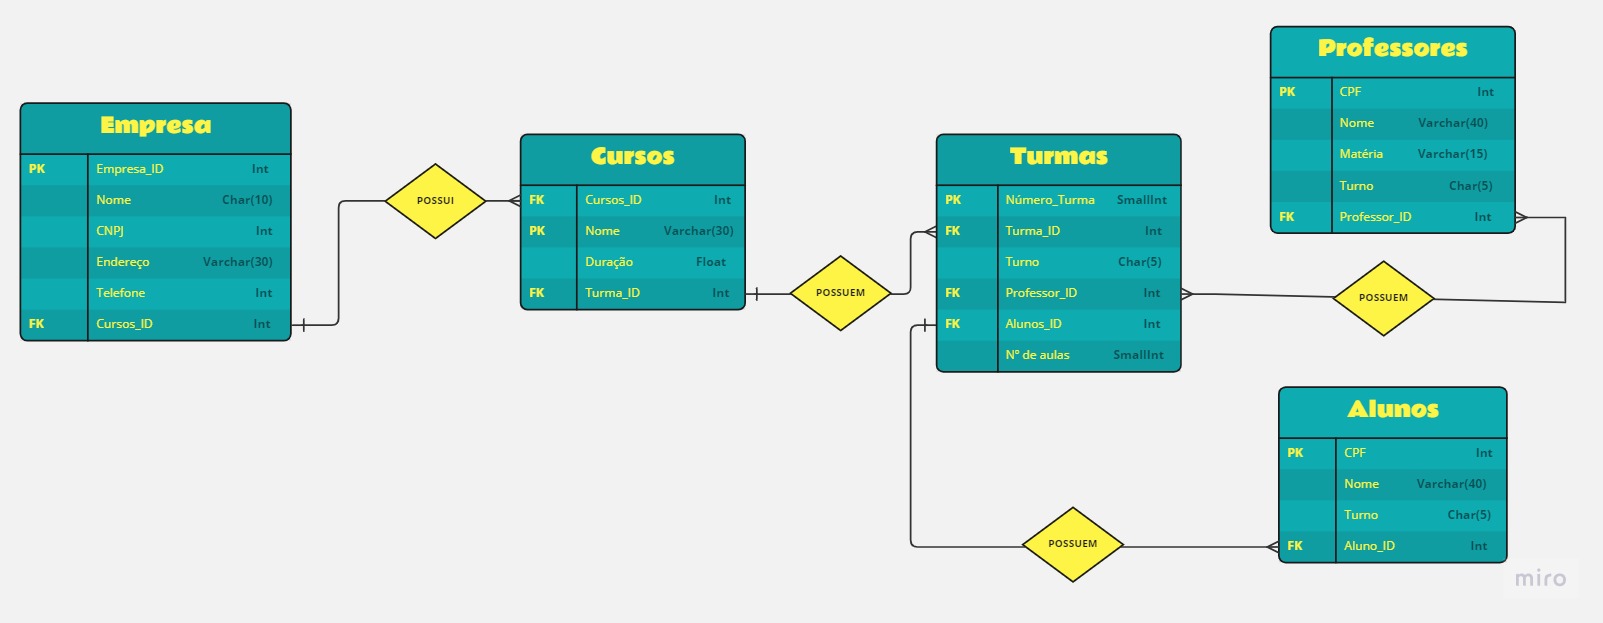 Empresa
PK Empresa_ID Int
Nome Char(10)
CNPJ Int
Endereço Varchar(30)
Telefone Int
FK Cursos_ID Int
POSSUI
Cursos
FK Cursos_ID Int
PK Nome Varchar(30)
Duração Float
FK Turma_ID Int
POSSUEM
Turmas
PK Número_Turma SmallInt
FK Turma_ID Int
Turno Char(5)
FK Professor_ID Int
FK Alunos_ID Int
Nº de aulas SmallInt
Professores
PK CPF Int
Nome Varchar(40)
Matéria Varchar(15)
Turno Char(5)
FK Professor_ID Int
POSSUEM
Alunos
PK CPF Int
Nome Varchar(40)
Turno Char(5)
FK Aluno_ID Int
POSSUEM
miro